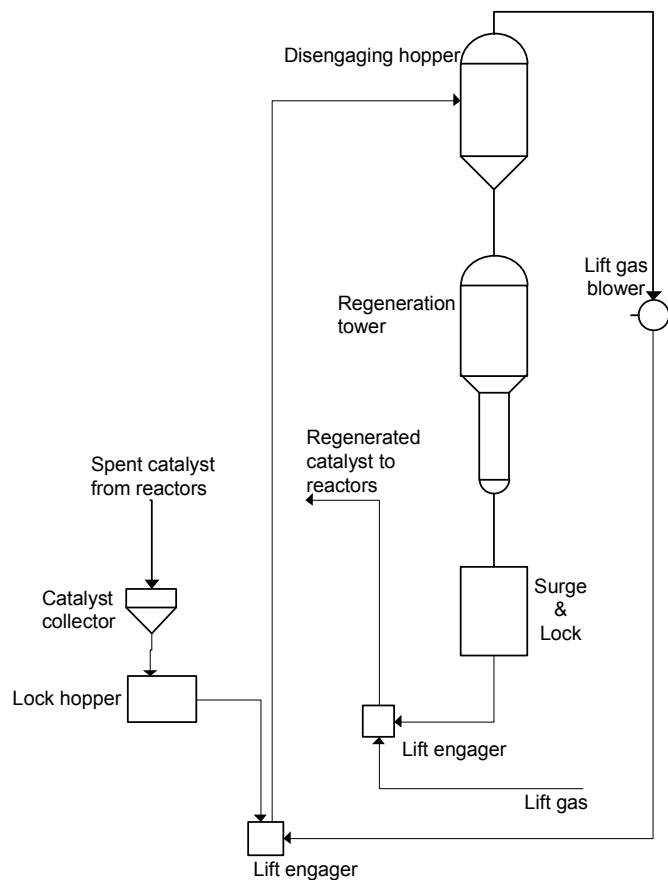 Disengaging hopper
Lift gas
blower
Regeneration
tower
Regenerated
catalyst to
reactors
Spent catalyst
from reactors
Surge
&
Lock
Catalyst
collector
Lock hopper
Lift engager
Lift gas
Lift engager